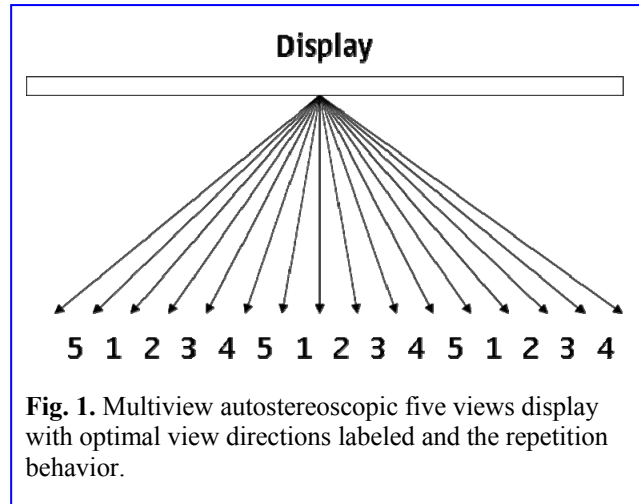 Display
5 1 2 3 4 5 1 2 3 4 5 1 2 3 4
Fig. 1. Multiview autostereoscopic five views display
with optimal view directions labeled and the repetition
behavior.